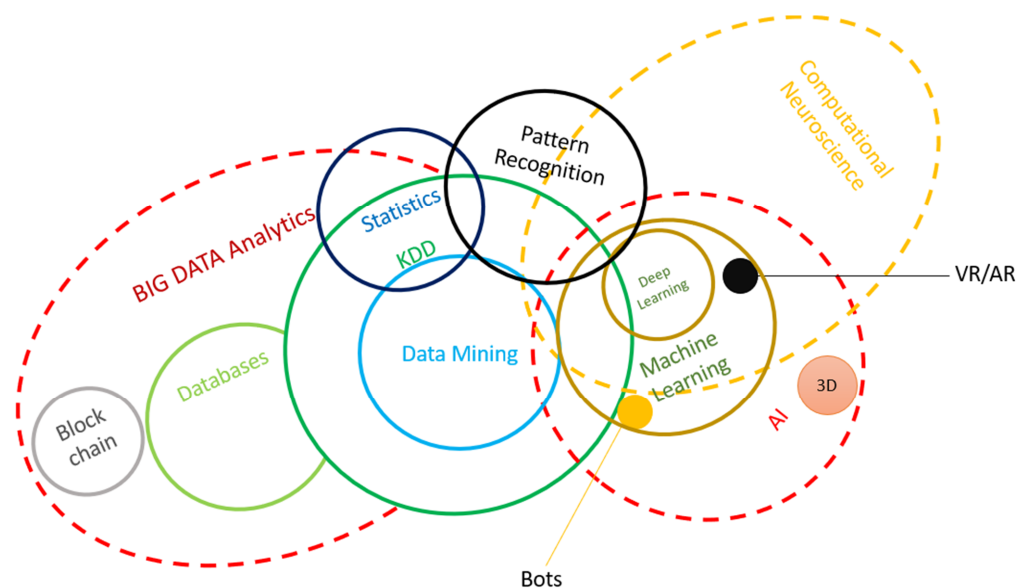 Computational
Neuroscience
Pattern
Recognition
Statistics
BIG DATA Analytics
KDD
Deep
Learning
VR/AR
Data Mining
Machine
Learning
Databases
3D
AI
Block
chain
Bots